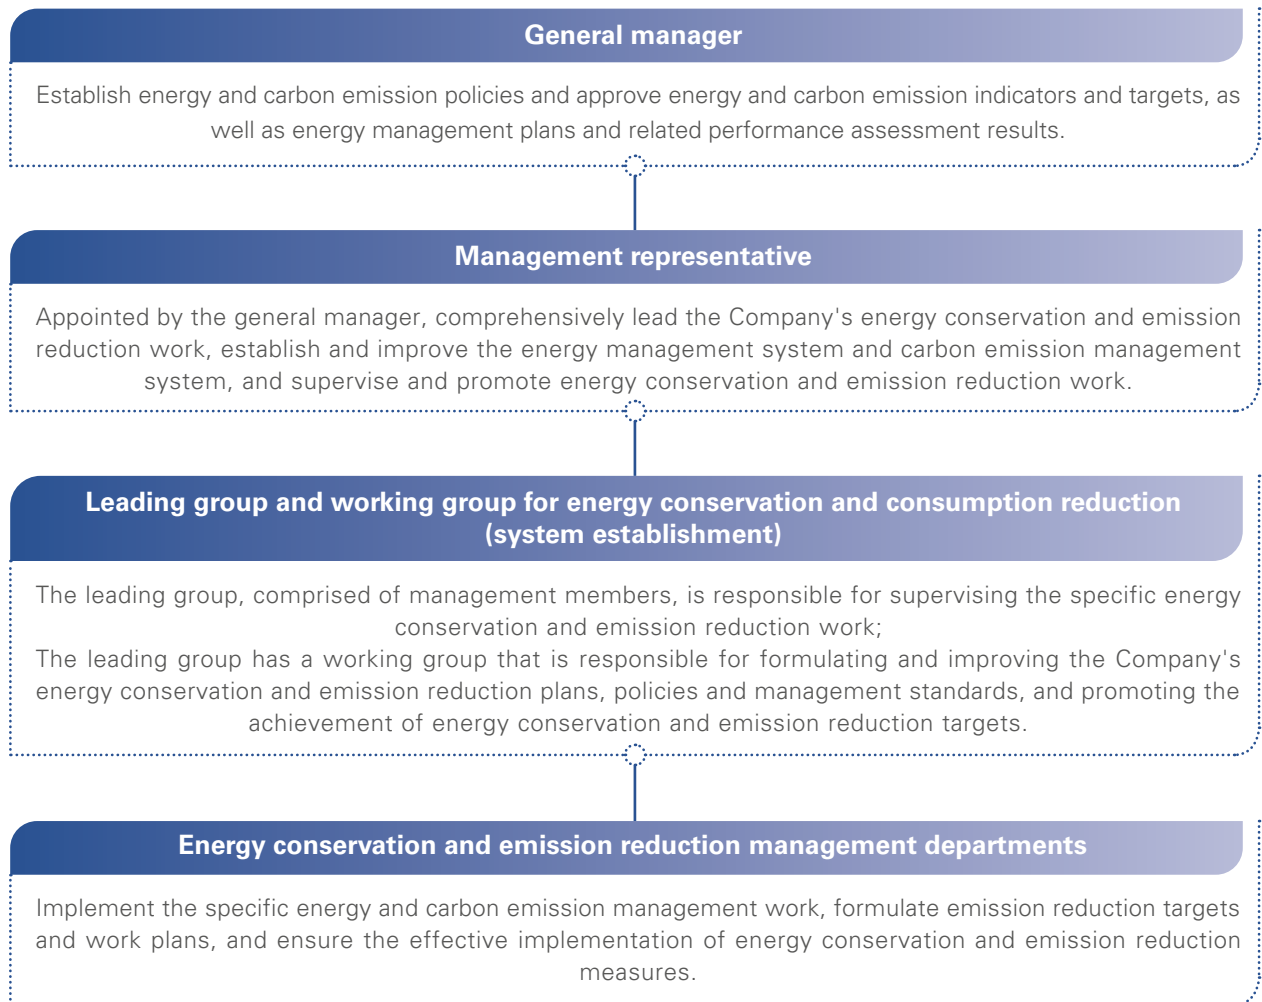 General manager
Establish energy and carbon emission policies and approve energy and carbon emission indicators and targets, as
well as energy management plans and related performance assessment results.
Management representative
Appointed by the general manager, comprehensively lead the Company's energy conservation and emission
reduction work, establish and improve the energy management system and carbon emission management
system, and supervise and promote energy conservation and emission reduction work.
Leading group and working group for energy conservation and consumption reduction
(system establishment)
The leading group, comprised of management members, is responsible for supervising the specific energy
conservation and emission reduction work;
The leading group has a working group that is responsible for formulating and improving the Company's
energy conservation and emission reduction plans, policies and management standards, and promoting the
achievement of energy conservation and emission reduction targets.
Energy conservation and emission reduction management departments
Implement the specific energy and carbon emission management work, formulate emission reduction targets
and work plans, and ensure the effective implementation of energy conservation and emission reduction
measures.